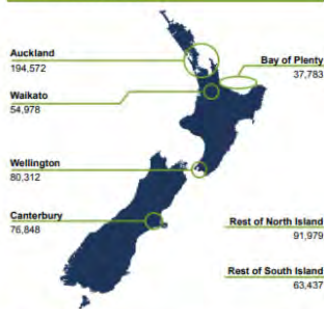 Auckland
194,572
Bay of Plenty
37,783
Waikato
54,978
Wellington
80,312
Canterbury
76,848
Rest of North Island
91,979
Rest of South Island
63,437